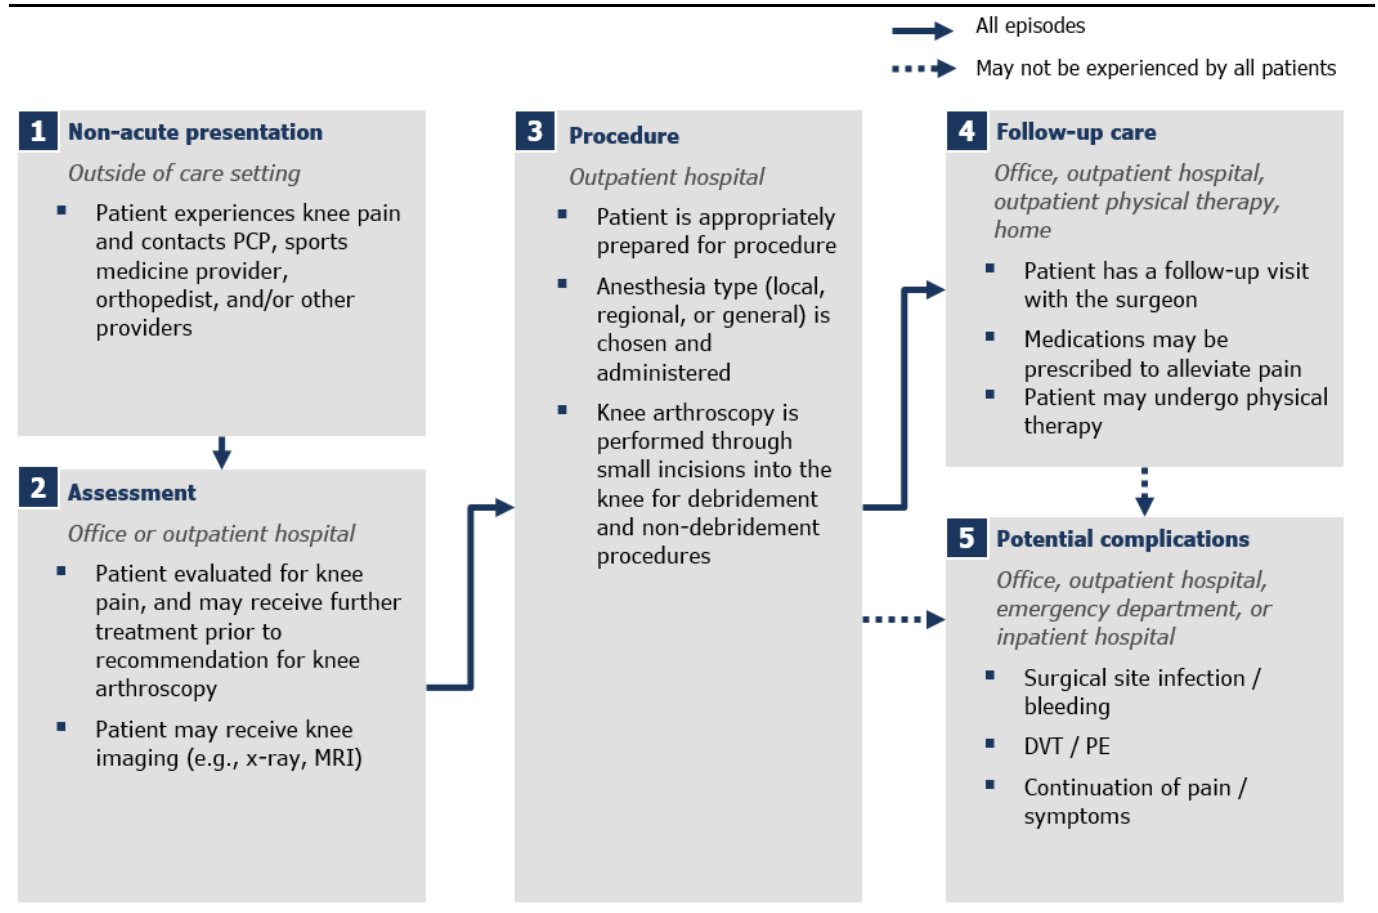 All episodes
May not be experienced by all patients
1 Non-acute presentation
Outside of care setting
▪ Patient experiences knee pain
and contacts PCP, sports
medicine provider,
orthopedist, and/or other
providers
2 Assessment
Office or outpatient hospital
▪ Patient evaluated for knee
pain, and may receive further
treatment prior to
recommendation for knee
arthroscopy
▪ Patient may receive knee
imaging (e.g., x-ray, MRI)
3 Procedure
Outpatient hospital
▪ Patient is appropriately
prepared for procedure
▪ Anesthesia type (local,
regional, or general) is
chosen and
administered
▪ Knee arthroscopy is
performed through
small incisions into the
knee for debridement
and non-debridement
procedures
4 Follow-up care
Office, outpatient hospital,
outpatient physical therapy,
home
▪ Patient has a follow-up visit
with the surgeon
▪ Medications may be
prescribed to alleviate pain
▪ Patient may undergo physical
therapy
5 Potential complications
Office, outpatient hospital,
emergency department, or
inpatient hospital
▪ Surgical site infection /
bleeding
▪ DVT / PE
▪ Continuation of pain /
symptoms